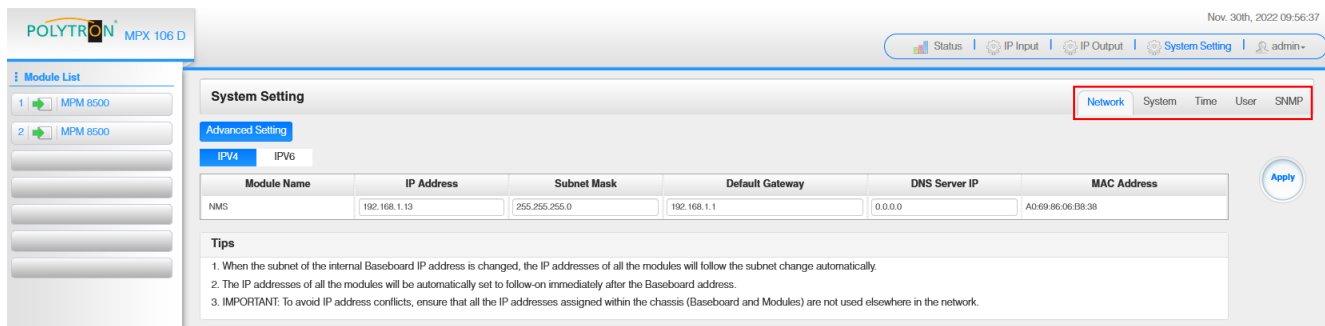 Nov. 30th, 2022 09:56:37
POLYTRON MPX 106 D
Status | IP Input | IP Output | System Setting | admin
Module List
1 MPM 8500
2 MPM 8500
System Setting
Network System Time User SNMP
Advanced Setting
IPV4 IPV6
Module Name IP Address Subnet Mask Default Gateway DNS Server IP MAC Address
NMS 192.168.1.13 255.255.255.0 192.168.1.1 0.0.0.0 A0:69:86:06:B8:38
Apply
Tips
1. When the subnet of the internal Baseboard IP address is changed, the IP addresses of all the modules will follow the subnet change automatically.
2. The IP addresses of all the modules will be automatically set to follow-on immediately after the Baseboard address.
3. IMPORTANT: To avoid IP address conflicts, ensure that all the IP addresses assigned within the chassis (Baseboard and Modules) are not used elsewhere in the network.